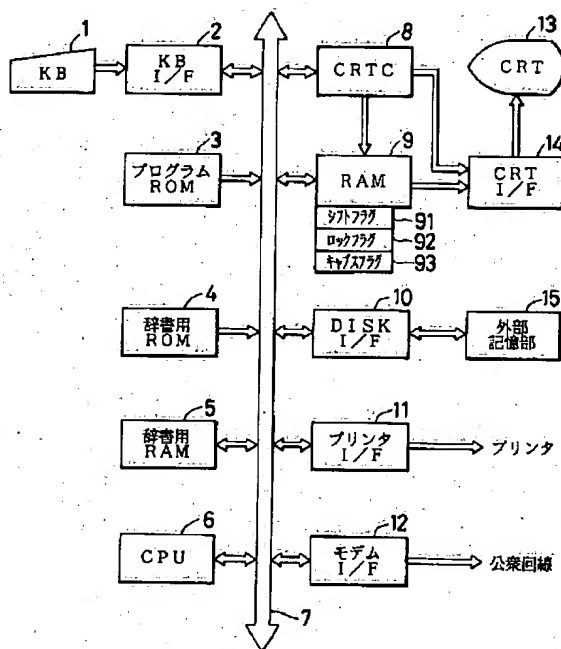 1
KB
2
KB
I/F
8
CRTC
13
CRT
3
プログラム
ROM
9
RAM
シフトフラグ
91
ロックフラグ
92
キャプスフラグ
93
14
CRT
I/F
4
辞書用
ROM
10
DISK
I/F
15
外部
記憶部
5
辞書用
RAM
11
プリンタ
I/F
プリンタ
6
CPU
12
モデム
I/F
公衆回線
7